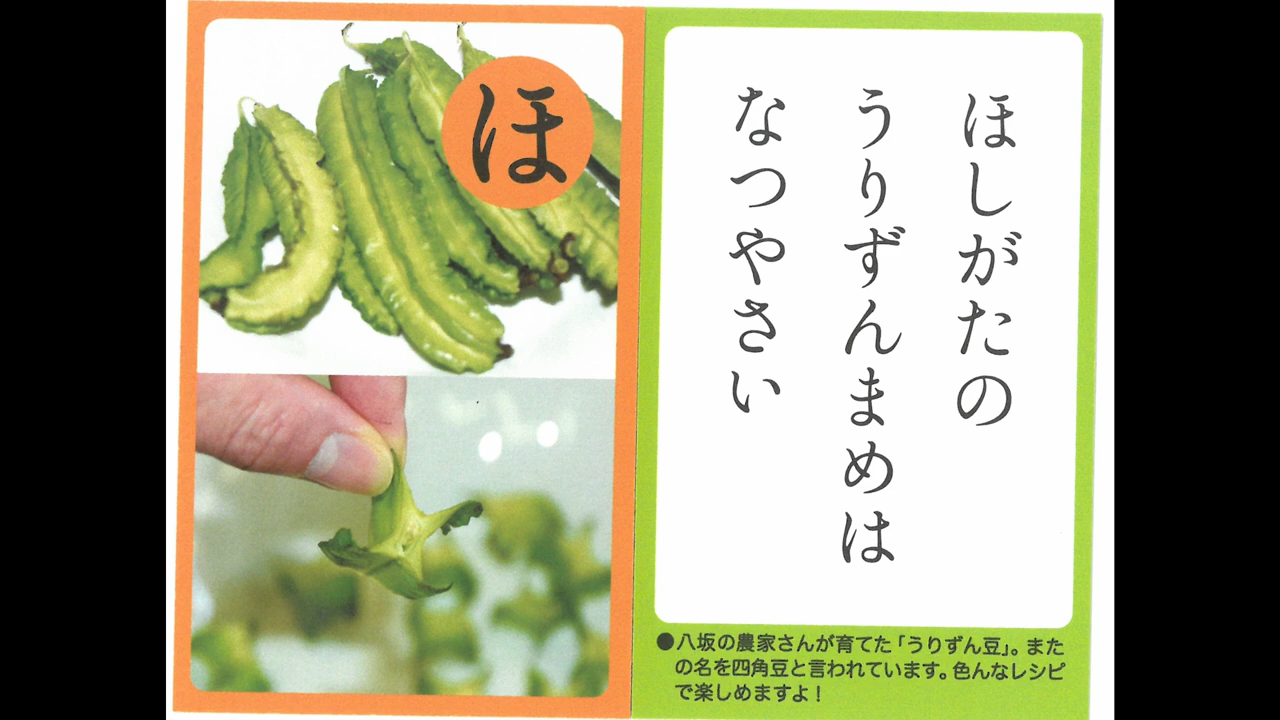 ほ
ほしがたの
うりずんまめは
なつやさい
●八坂の農家さんが育てた「うりずん豆」。また
の名を四角豆と言われています。色んなレシピ
で楽しめますよ！